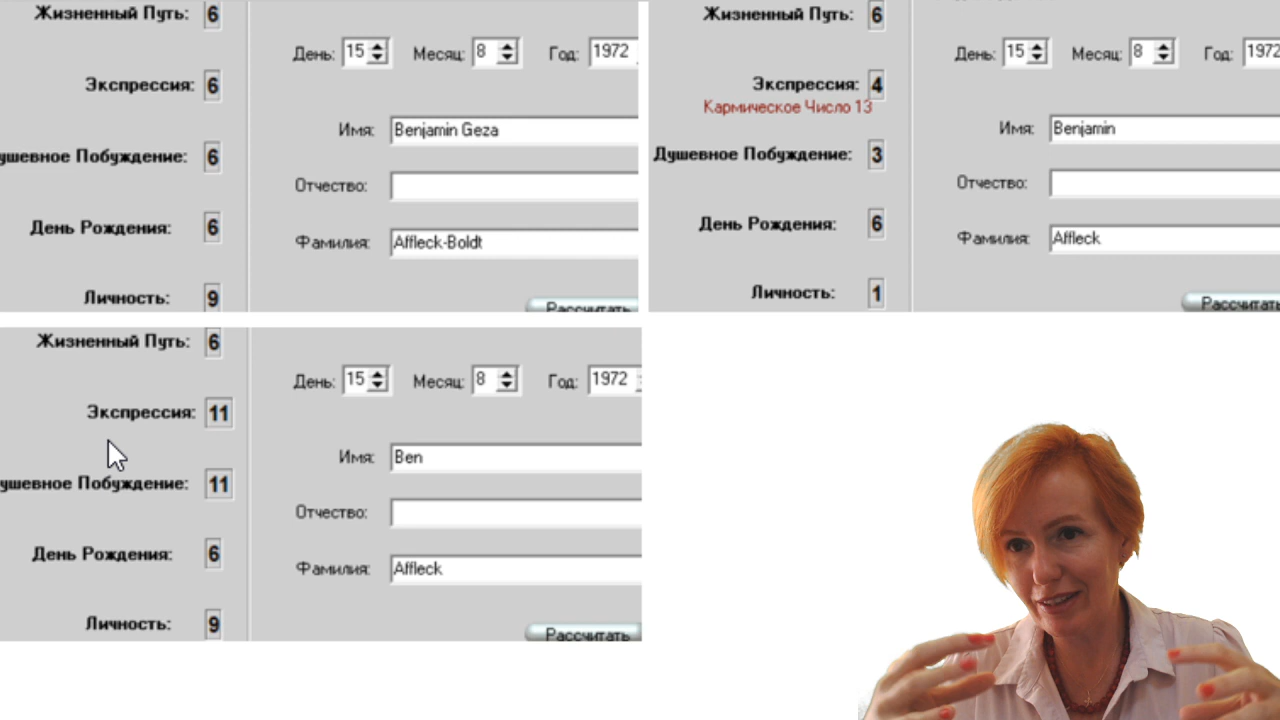 Жизненный Путь: 6
День: 15 Месяц: 8 Год: 1972
Экспрессия: 6
Имя: Benjamin Geza
ушевное Побуждение: 6
Отчество:
День Рождения: 6
Фамилия: Affleck-Boldt
Личность: 9
Рассчитать
Жизненный Путь: 6
День: 15 Месяц: 8 Год: 1972
Экспрессия: 4
Кармическое Число 13
Имя: Benjamin
Душевное Побуждение: 3
Отчество:
День Рождения: 6
Фамилия: Affleck
Личность: 1
Рассчитать
Жизненный Путь: 6
День: 15 Месяц: 8 Год: 1972
Экспрессия: 11
Имя: Ben
ушевное Побуждение: 11
Отчество:
День Рождения: 6
Фамилия: Affleck
Личность: 9
Рассчитать